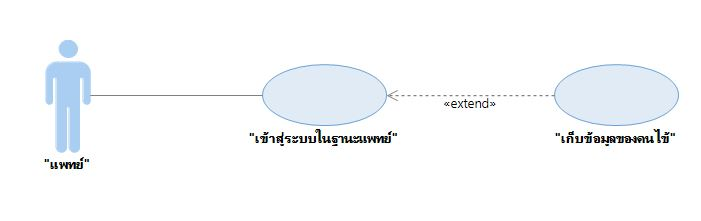 «extend»
"เข้าสู่ระบบในฐานะแพทย์"
"เก็บข้อมูลของคนไข้"
"แพทย์"